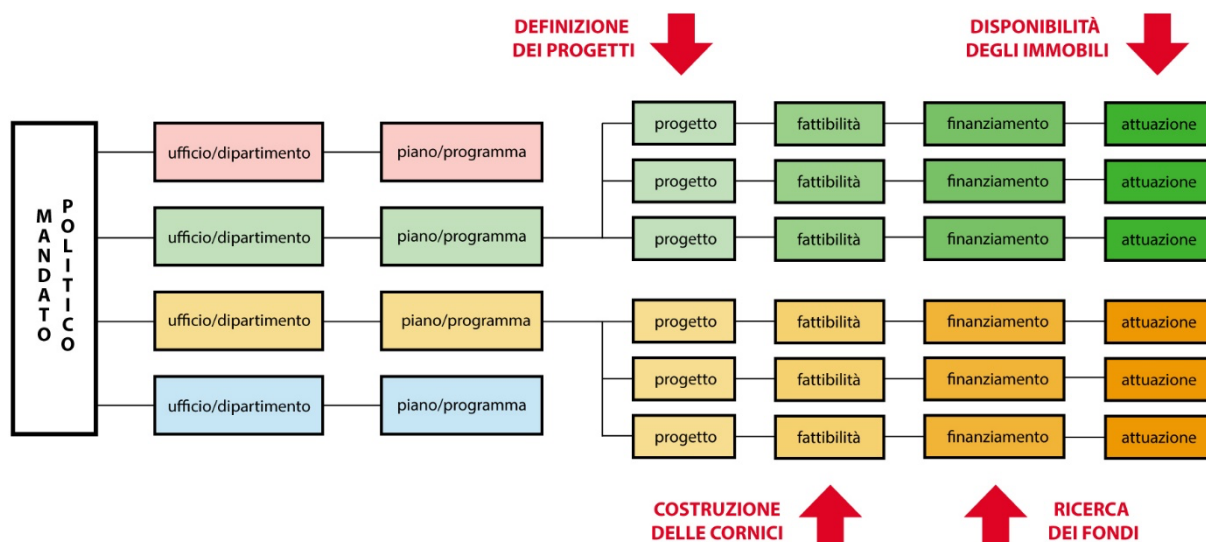 DEFINIZIONE
DEI PROGETTI
DISPONIBILITÀ
DEGLI IMMOBILI
MANDATO
POLITICO
ufficio/dipartimento
piano/programma
ufficio/dipartimento
piano/programma
ufficio/dipartimento
piano/programma
ufficio/dipartimento
piano/programma
progetto
fattibilità
finanziamento
attuazione
progetto
fattibilità
finanziamento
attuazione
progetto
fattibilità
finanziamento
attuazione
progetto
fattibilità
finanziamento
attuazione
progetto
fattibilità
finanziamento
attuazione
progetto
fattibilità
finanziamento
attuazione
COSTRUZIONE
DELLE CORNICI
RICERCA
DEI FONDI